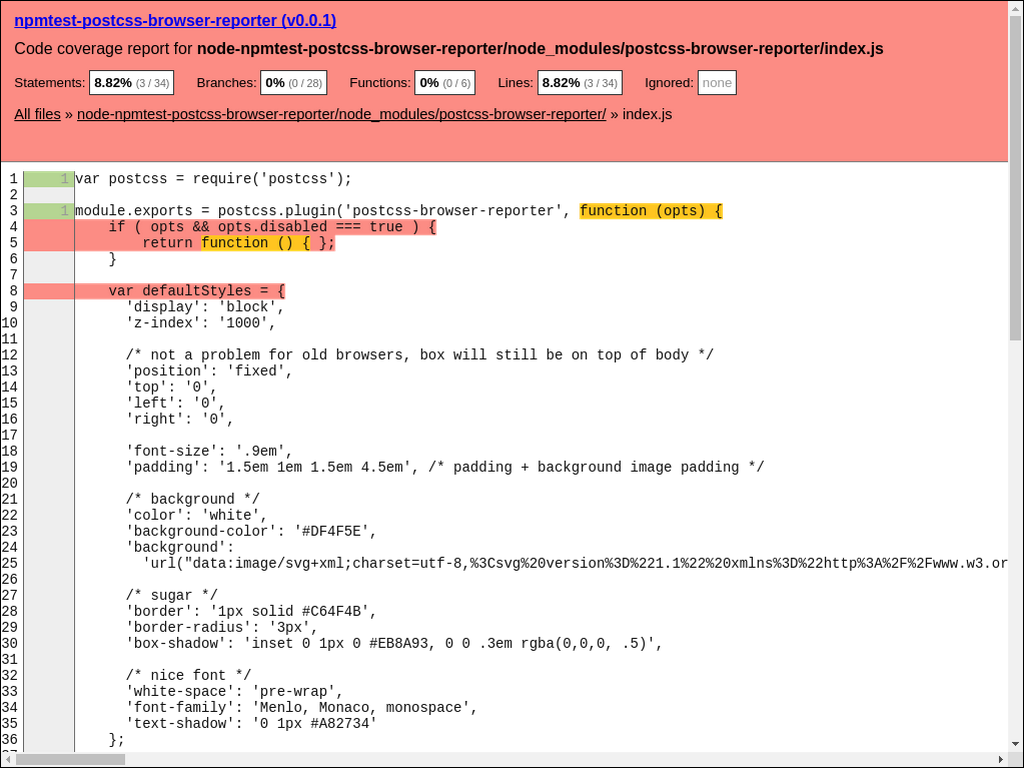 npmtest-postcss-browser-reporter (v0.0.1)
Code coverage report for node-npmtest-postcss-browser-reporter/node_modules/postcss-browser-reporter/index.js
Statements: 8.82% (3 / 34) Branches: 0% (0 / 28) Functions: 0% (0 / 6) Lines: 8.82% (3 / 34) Ignored: none
All files » node-npmtest-postcss-browser-reporter/node_modules/postcss-browser-reporter/ » index.js
1 1 var postcss = require('postcss');
2
3 1 module.exports = postcss.plugin('postcss-browser-reporter', function (opts) {
4 if ( opts && opts.disabled === true ) {
5 return function () { };
6 }
7
8 var defaultStyles = {
9 'display': 'block',
10 'z-index': '1000',
11
12 /* not a problem for old browsers, box will still be on top of body */
13 'position': 'fixed',
14 'top': '0',
15 'left': '0',
16 'right': '0',
17
18 'font-size': '.9em',
19 'padding': '1.5em 1em 1.5em 4.5em', /* padding + background image padding */
20
21 /* background */
22 'color': 'white',
23 'background-color': '#DF4F5E',
24 'background':
25 'url("data:image/svg+xml;charset=utf-8,%3Csvg%20version%3D%221.1%22%20xmlns%3D%22http%3A%2F%2Fwww.w3.or
26
27 /* sugar */
28 'border': '1px solid #C64F4B',
29 'border-radius': '3px',
30 'box-shadow': 'inset 0 1px 0 #EB8A93, 0 0 .3em rgba(0,0,0, .5)',
31
32 /* nice font */
33 'white-space': 'pre-wrap',
34 'font-family': 'Menlo, Monaco, monospace',
35 'text-shadow': '0 1px #A82734'
36 };